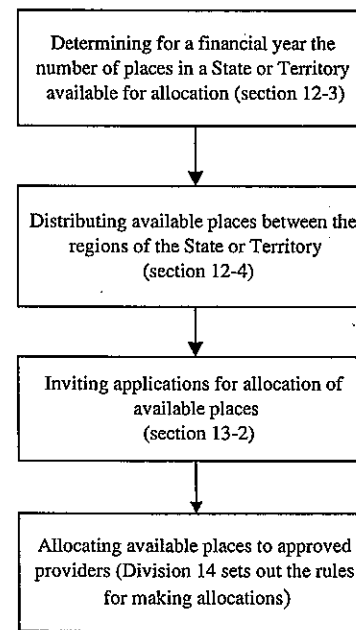 Determining for a financial year the
number of places in a State or Territory
available for allocation (section 12-3)
Distributing available places between the
regions of the State or Territory
(section 12-4)
Inviting applications for allocation of
available places
(section 13-2)
Allocating available places to approved
providers (Division 14 sets out the rules
for making allocations)